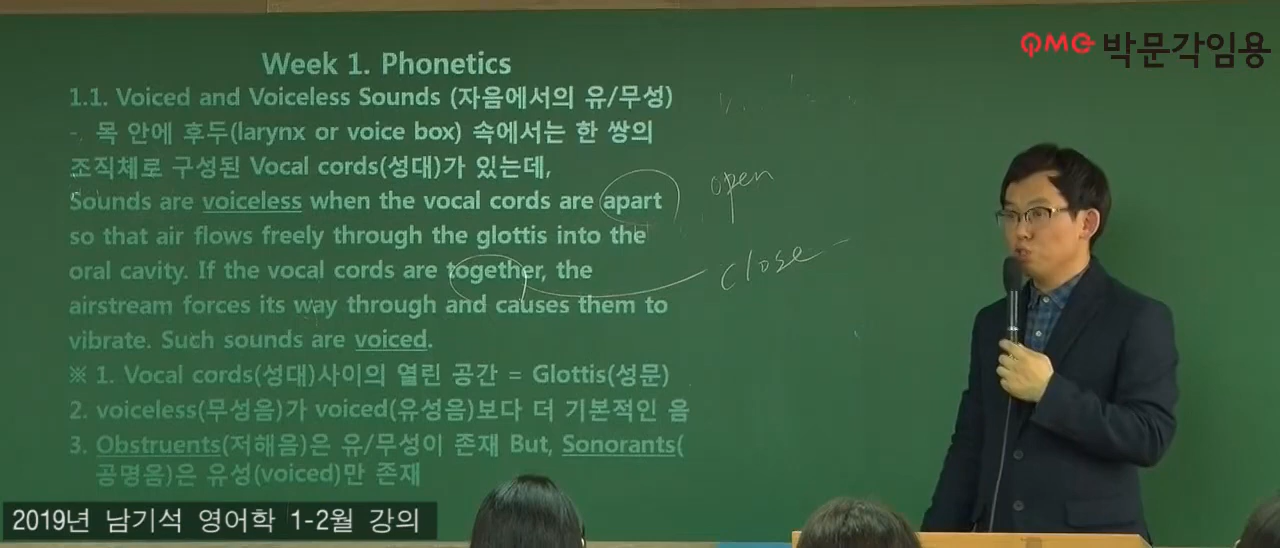 PMG 박문각임용
Week 1. Phonetics
1.1. Voiced and Voiceless Sounds (자음에서의 유/무성)
- 목 안에 후두(larynx or voice box) 속에서는 한 쌍의
조직체로 구성된 Vocal cords(성대)가 있는데,
Sounds are voiceless when the vocal cords are apart
open
so that air flows freely through the glottis into the
oral cavity. If the vocal cords are together, the
close
airstream forces its way through and causes them to
vibrate. Such sounds are voiced.
※ 1. Vocal cords(성대)사이의 열린 공간 = Glottis(성문)
2. voiceless(무성음)가 voiced(유성음)보다 더 기본적인 음
3. Obstruents(저해음)은 유/무성이 존재 But, Sonorants(
공명음)은 유성(voiced)만 존재
2019년 남기석 영어학 1-2월 강의